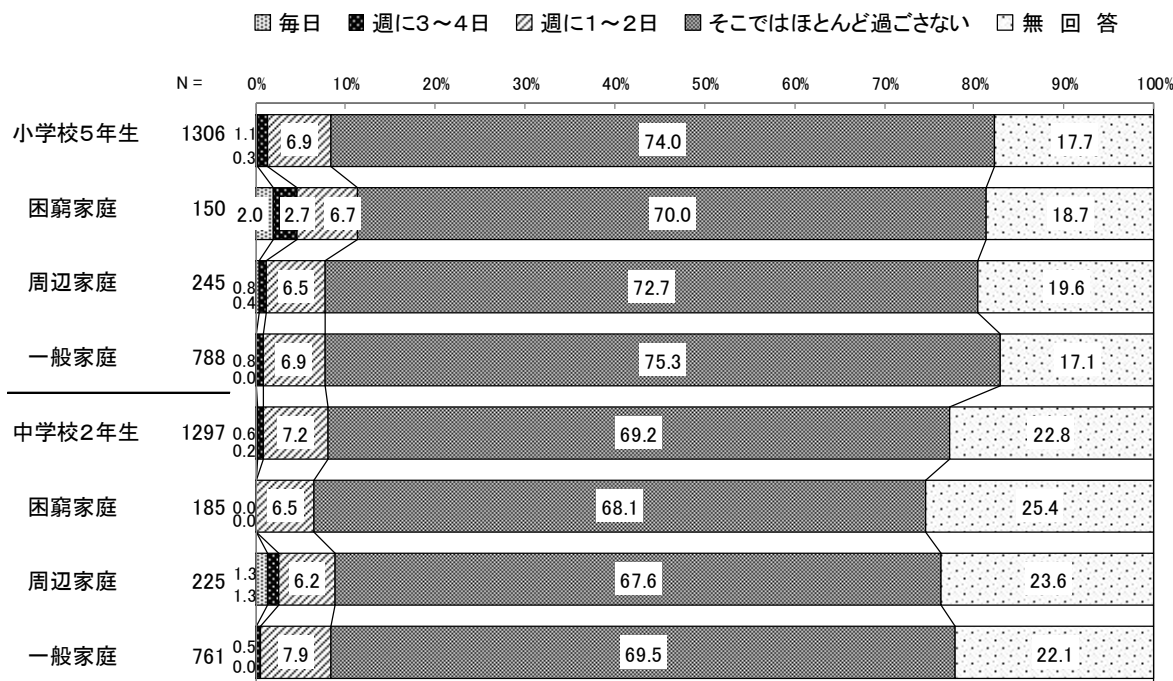 毎日 週に3～4日 週に1～2日 そこではほとんど過ごさない 無 回 答
N = 0% 10% 20% 30% 40% 50% 60% 70% 80% 90% 100%
小学校5年生 1306 1.1 0.3 6.9 74.0 17.7
困窮家庭 150 2.0 2.7 6.7 70.0 18.7
周辺家庭 245 0.8 0.4 6.5 72.7 19.6
一般家庭 788 0.8 0.0 6.9 75.3 17.1
中学校2年生 1297 0.6 0.2 7.2 69.2 22.8
困窮家庭 185 0.0 0.0 6.5 68.1 25.4
周辺家庭 225 1.3 1.3 6.2 67.6 23.6
一般家庭 761 0.5 0.0 7.9 69.5 22.1